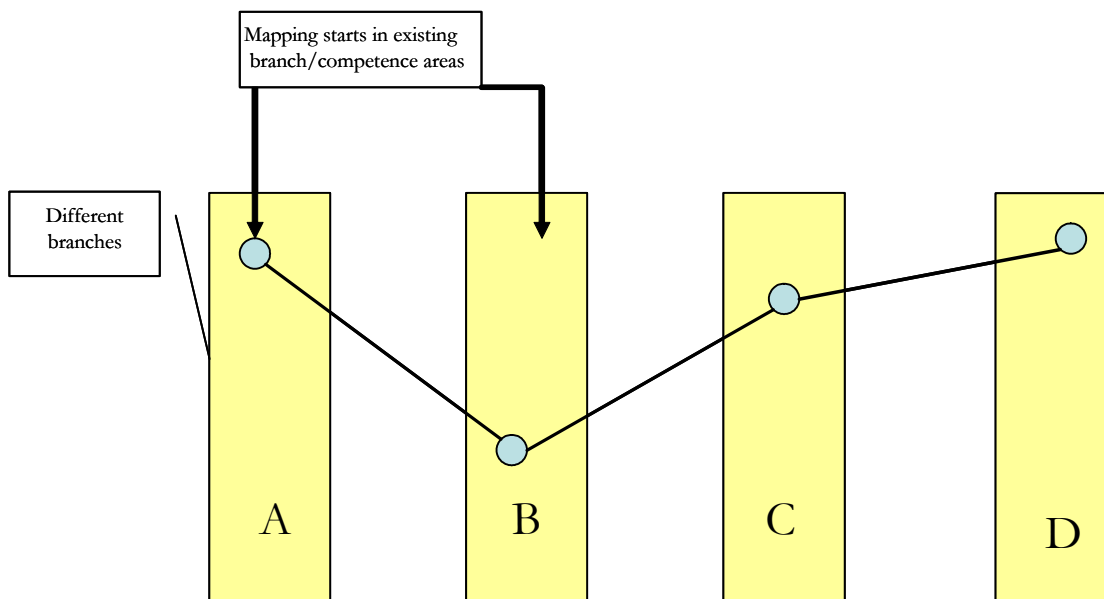 Mapping starts in existing
branch/competence areas
Different
branches
A
B
C
D